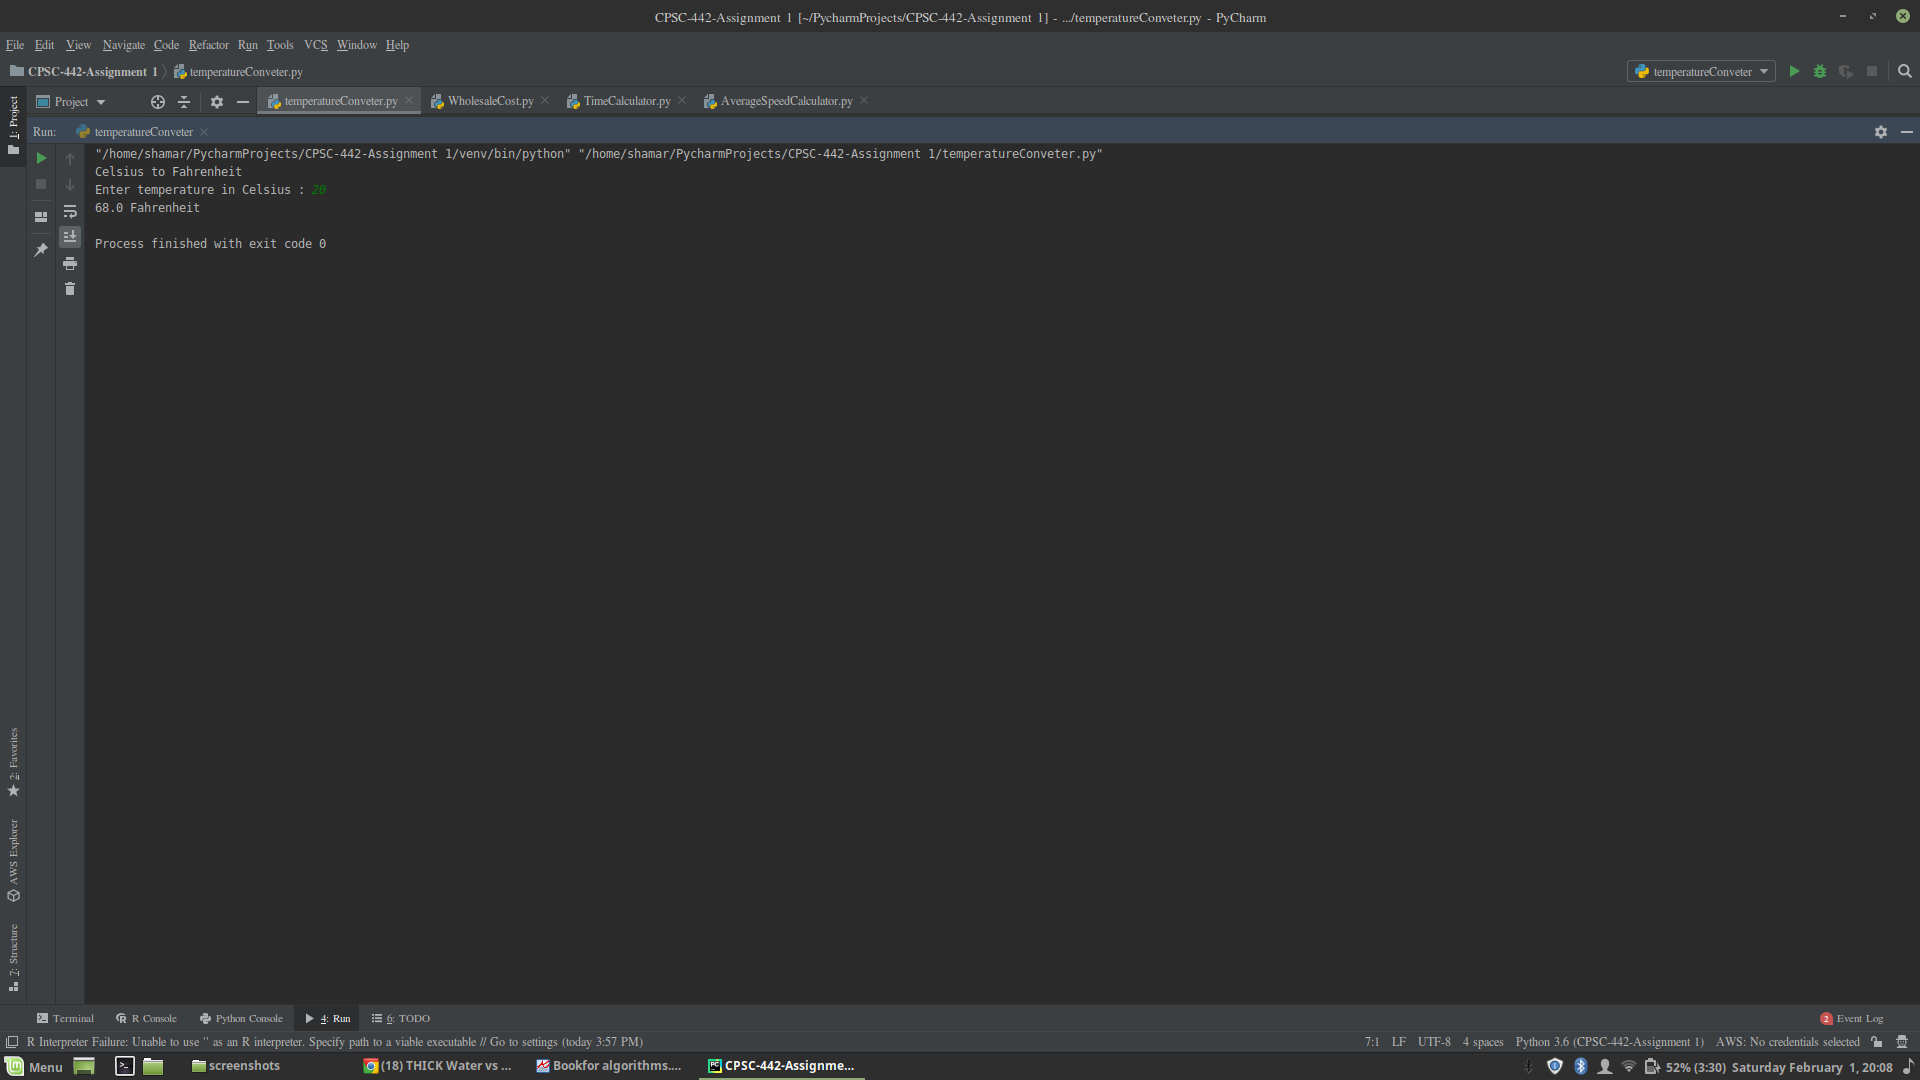 CPSC-442-Assignment 1 [~/PycharmProjects/CPSC-442-Assignment 1] - .../temperatureConveter.py - PyCharm
File Edit View Navigate Code Refactor Run Tools VCS Window Help
CPSC-442-Assignment 1 temperatureConveter.py temperatureConveter
1: Project
Project temperatureConveter.py WholesaleCost.py TimeCalculator.py AverageSpeedCalculator.py
Run: temperatureConveter
"/home/shamar/PycharmProjects/CPSC-442-Assignment 1/venv/bin/python" "/home/shamar/PycharmProjects/CPSC-442-Assignment 1/temperatureConveter.py"
Celsius to Fahrenheit
Enter temperature in Celsius : 20
68.0 Fahrenheit
Process finished with exit code 0
2: Favorites
AWS Explorer
7: Structure
Terminal R Console Python Console 4: Run 6: TODO 2 Event Log
R Interpreter Failure: Unable to use '' as an R interpreter. Specify path to a viable executable // Go to settings (today 3:57 PM) 7:1 LF UTF-8 4 spaces Python 3.6 (CPSC-442-Assignment 1) AWS: No credentials selected
Menu screenshots (18) THICK Water vs ... Bookfor algorithms.... CPSC-442-Assignme... 52% (3:30) Saturday February 1, 20:08